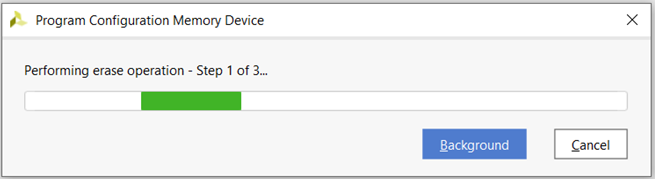 Program Configuration Memory Device
Performing erase operation - Step 1 of 3...
Background
Cancel